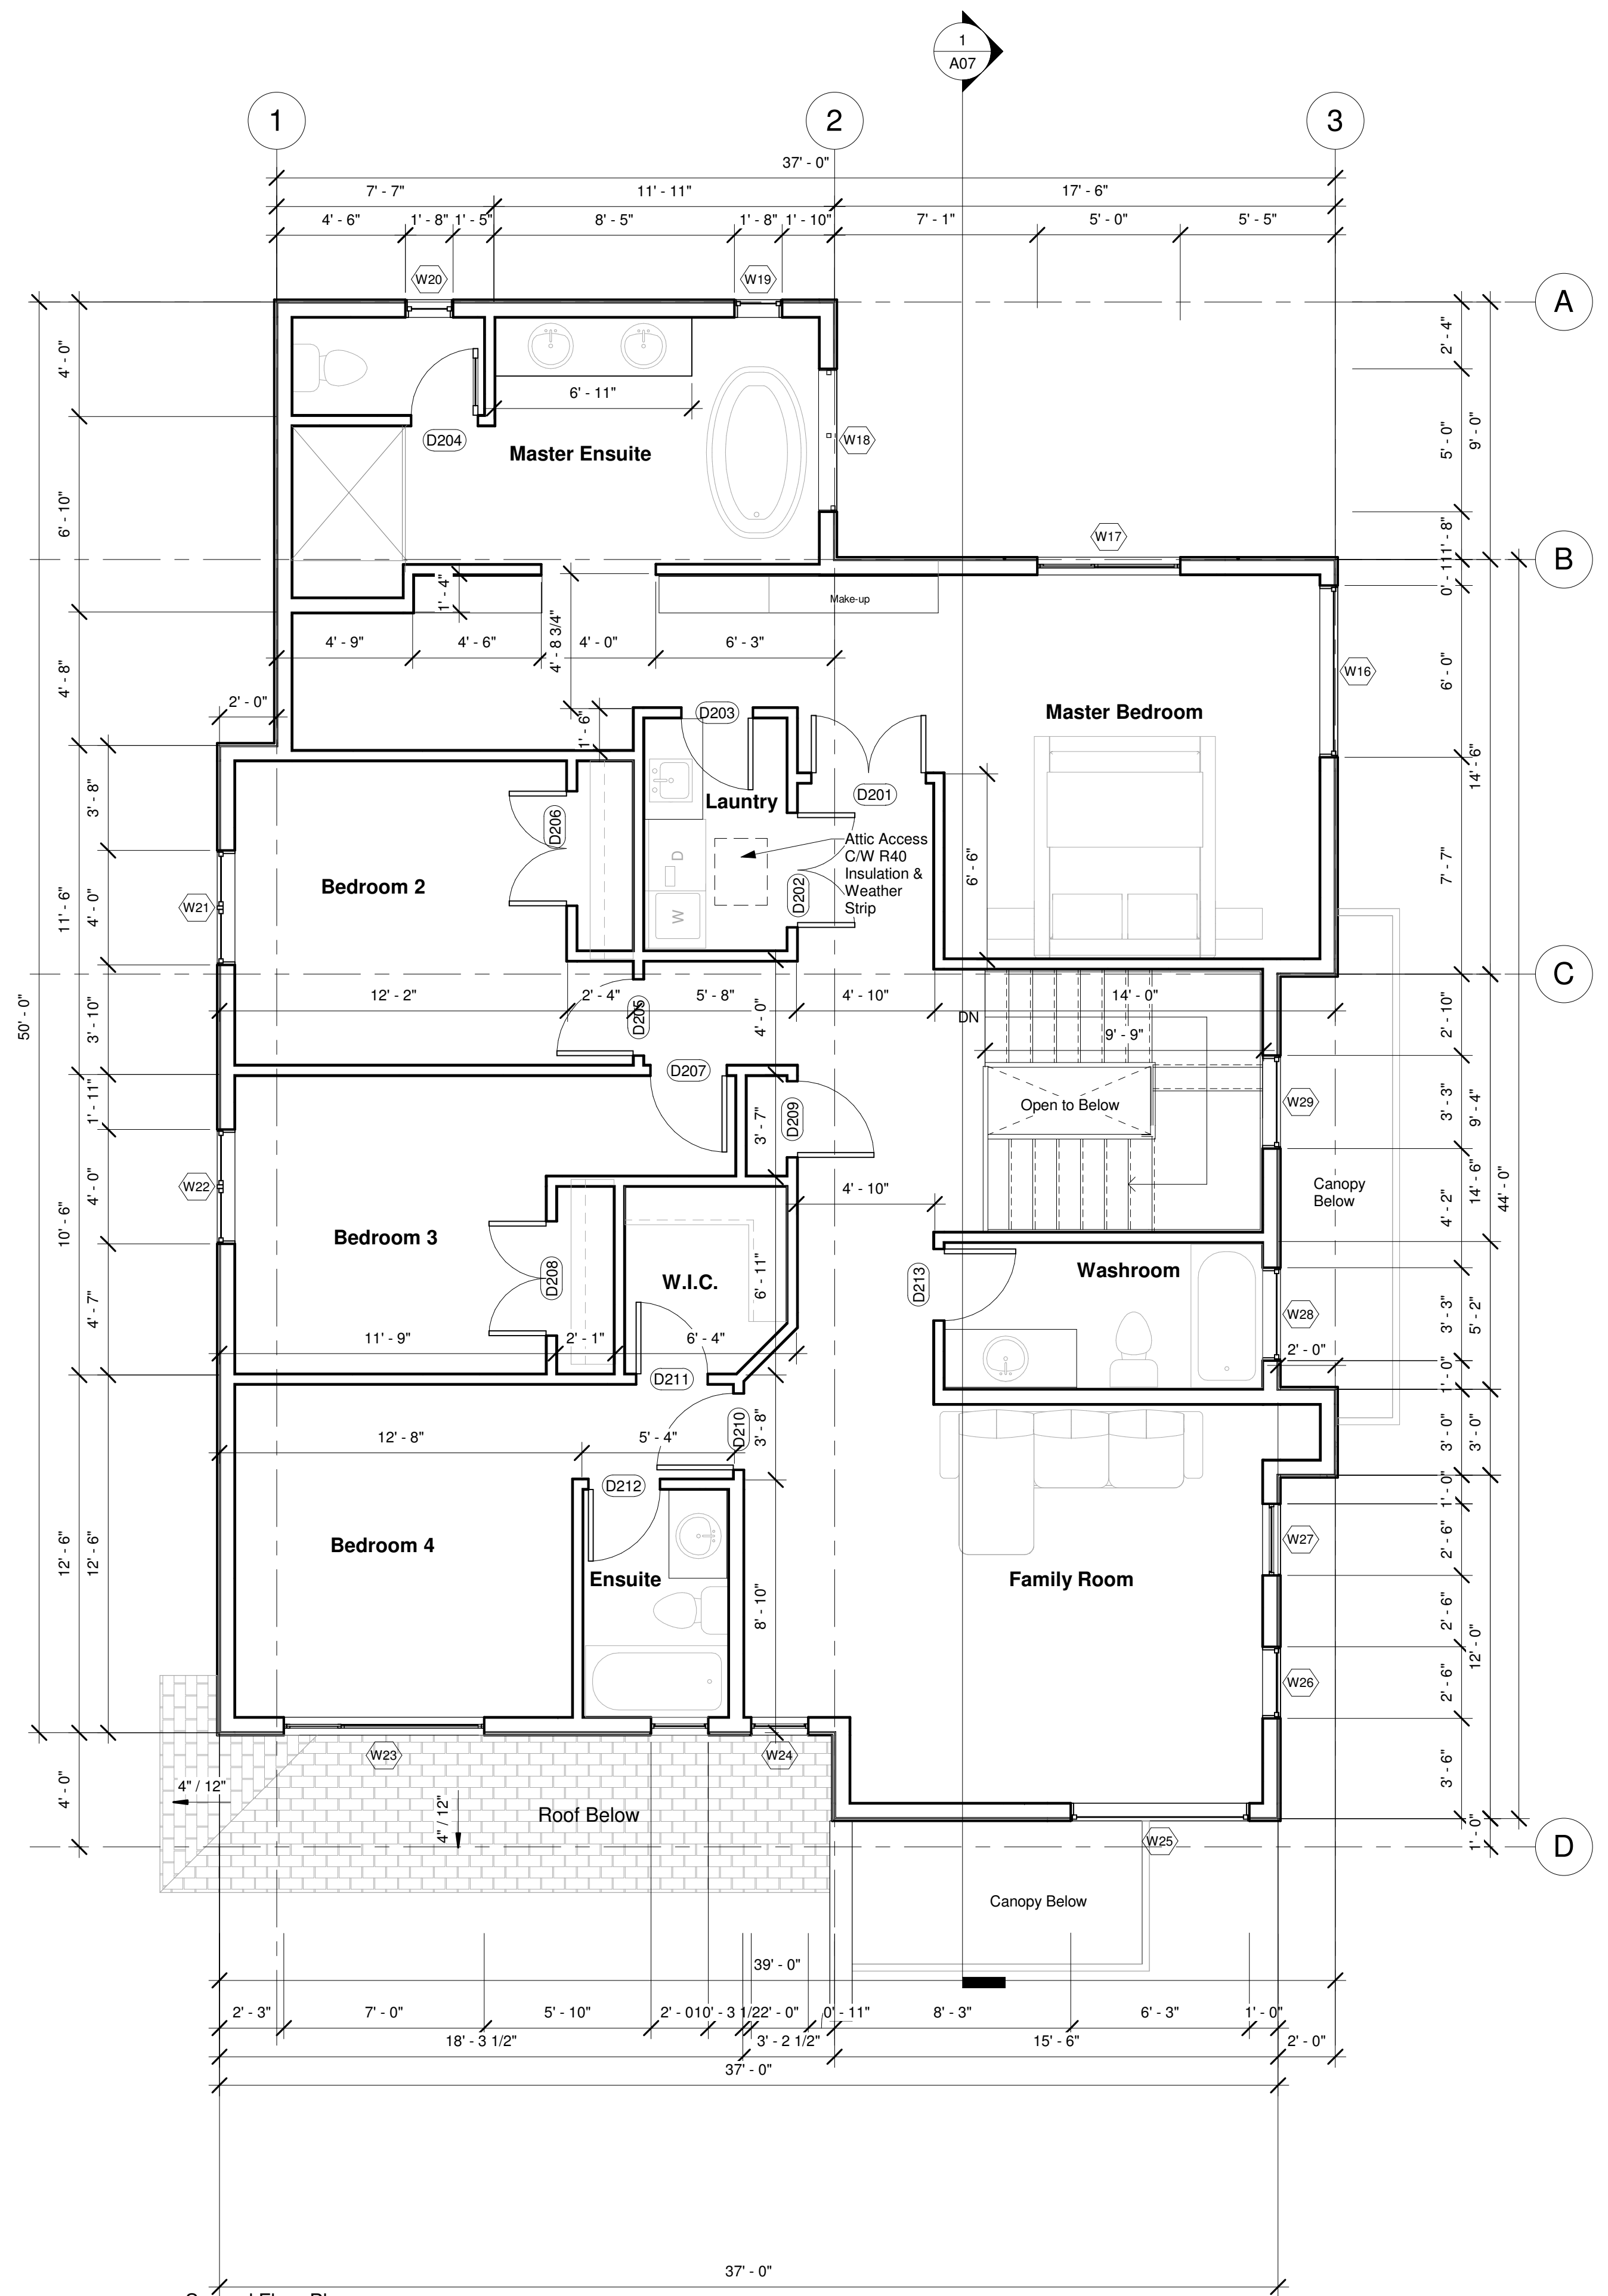 1
A07
1
2
3
37' - 0"
7' - 7"
11' - 11"
17' - 6"
4' - 6"
1' - 8"
1' - 5"
8' - 5"
1' - 8"
1' - 10"
7' - 1"
5' - 0"
5' - 5"
W20
W19
A
4' - 0"
2' - 4"
6' - 11"
D204
Master Ensuite
W18
5' - 0"
9' - 0"
6' - 10"
W17
1' - 8"
B
0' - 11"
1' - 4"
Make-up
4' - 9"
4' - 6"
4' - 8 3/4"
4' - 0"
6' - 3"
4' - 8"
6' - 0"
W16
2' - 0"
1' - 6"
D203
Master Bedroom
14' - 6"
3' - 8"
D206
Launtry
D201
Attic Access
C/W R40
Insulation &
Weather
Strip
D
W
D202
6' - 6"
7' - 7"
Bedroom 2
W21
4' - 0"
11' - 6"
C
12' - 2"
2' - 4"
5' - 8"
4' - 10"
14' - 0"
50' - 0"
3' - 10"
D205
4' - 0"
DN
9' - 9"
2' - 10"
D207
1' - 11"
3' - 7"
D209
Open to Below
W29
3' - 3"
9' - 4"
W22
4' - 0"
10' - 6"
4' - 10"
Canopy
Below
4' - 2"
14' - 6"
44' - 0"
Bedroom 3
D208
W.I.C.
6' - 11"
D213
Washroom
4' - 7"
W28
3' - 3"
5' - 2"
11' - 9"
2' - 1"
6' - 4"
2' - 0"
1' - 0"
D211
12' - 8"
5' - 4"
D210
3' - 8"
3' - 0"
3' - 0"
D212
1' - 0"
Bedroom 4
12' - 6"
12' - 6"
Ensuite
8' - 10"
Family Room
W27
2' - 6"
2' - 6"
12' - 0"
W26
2' - 6"
W23
W24
4" / 12"
4" / 12"
Roof Below
4' - 0"
3' - 6"
1' - 0"
W25
D
Canopy Below
39' - 0"
2' - 3"
7' - 0"
5' - 10"
2' - 0
10' - 3 1/2
2' - 0"
0' - 11"
8' - 3"
6' - 3"
1' - 0"
18' - 3 1/2"
3' - 2 1/2"
15' - 6"
2' - 0"
37' - 0"
37' - 0"